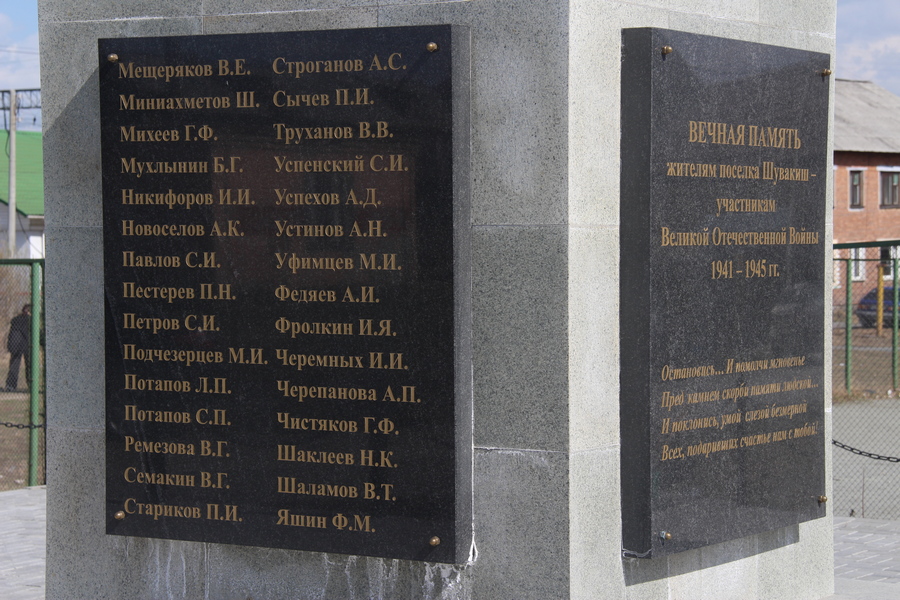 Мещеряков В.Е.
Миниахметов Ш.
Михеев Г.Ф.
Мухлынин Б.Г.
Никифоров И.И.
Новоселов А.К.
Павлов С.И.
Пестерев П.Н.
Петров С.И.
Подчезерцев М.И.
Потапов Л.П.
Потапов С.П.
Ремезова В.Г.
Семакин В.Г.
Стариков П.И.
Строганов А.С.
Сычев П.И.
Труханов В.В.
Успенский С.И.
Успехов А.Д.
Устинов А.Н.
Уфимцев М.И.
Федяев А.И.
Фролкин И.Я.
Черемных И.И.
Черепанова А.П.
Чистяков Г.Ф.
Шаклеев Н.К.
Шаламов В.Т.
Яшин Ф.М.
ВЕЧНАЯ ПАМЯТЬ
жителям поселка Шувакиш –
участникам
Великой Отечественной Войны
1941 – 1945 гг.
Остановись... И помолчи мгновенье
Пред камнем скорби памяти людской...
И поклонись, умой слезой безмерной
Всех, подаривших счастье нам с тобой!